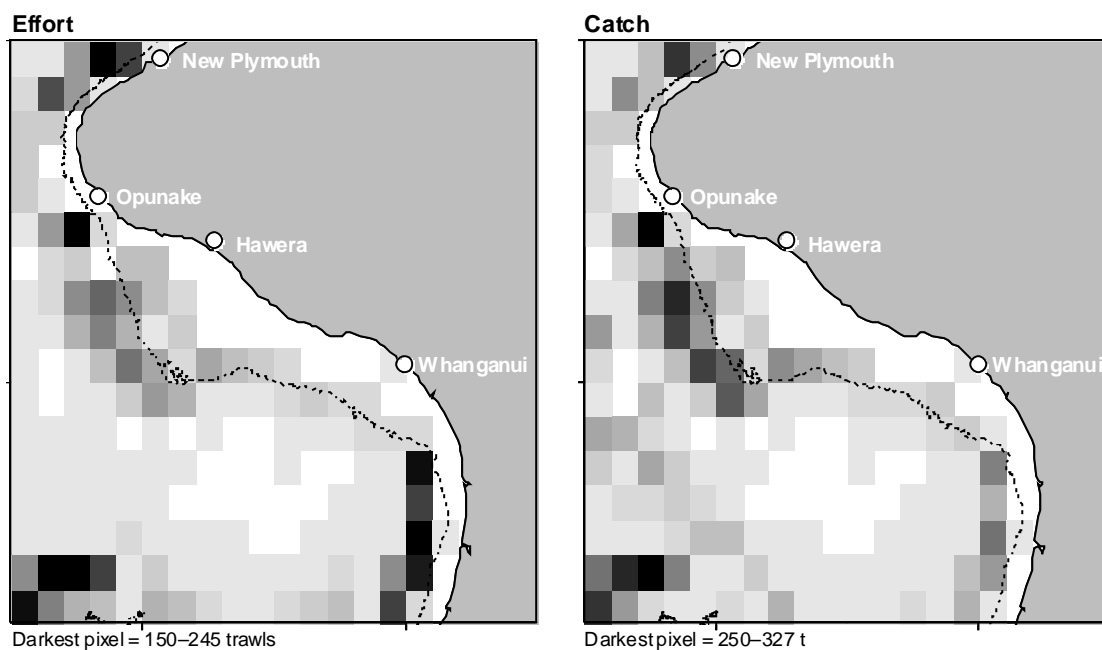 Effort
New Plymouth
Opunake
Hawera
Whanganui
Darkest pixel = 150–245 trawls
Catch
New Plymouth
Opunake
Hawera
Whanganui
Darkest pixel = 250–327 t